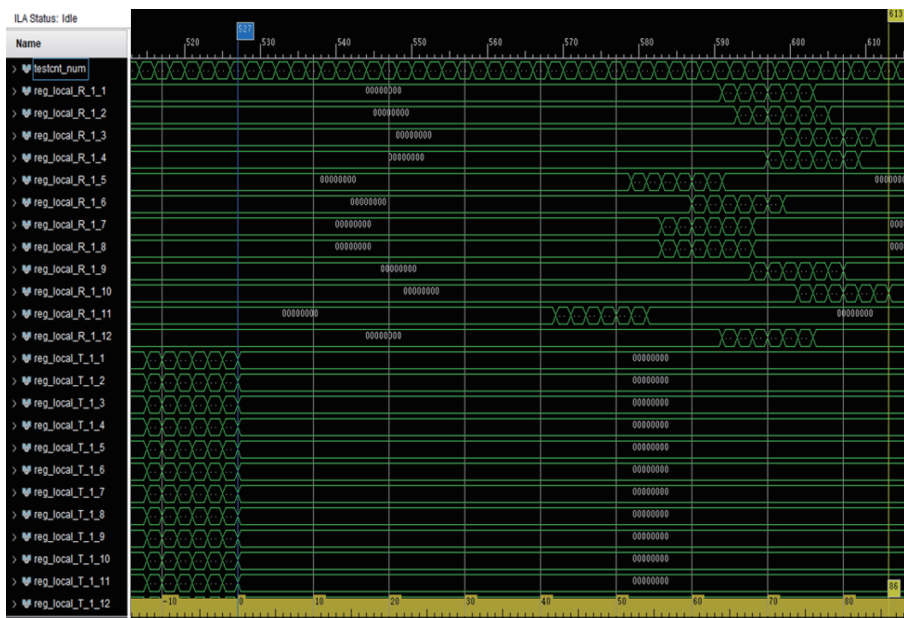 ILA Status: Idle
527 613
Name 520 530 540 550 560 570 580 590 600 610
testcnt_num
reg_local_R_1_1 00000000
reg_local_R_1_2 00000000
reg_local_R_1_3 00000000
reg_local_R_1_4 00000000
reg_local_R_1_5 00000000
reg_local_R_1_6 00000000
reg_local_R_1_7 00000000 000
reg_local_R_1_8 00000000 000
reg_local_R_1_9 00000000
reg_local_R_1_10 00000000
reg_local_R_1_11 00000000 00000000
reg_local_R_1_12 00000000
reg_local_T_1_1 00000000
reg_local_T_1_2 00000000
reg_local_T_1_3 00000000
reg_local_T_1_4 00000000
reg_local_T_1_5 00000000
reg_local_T_1_6 00000000
reg_local_T_1_7 00000000
reg_local_T_1_8 00000000
reg_local_T_1_9 00000000
reg_local_T_1_10 00000000
reg_local_T_1_11 00000000 86
reg_local_T_1_12 -10 0 10 20 30 40 50 60 70 80